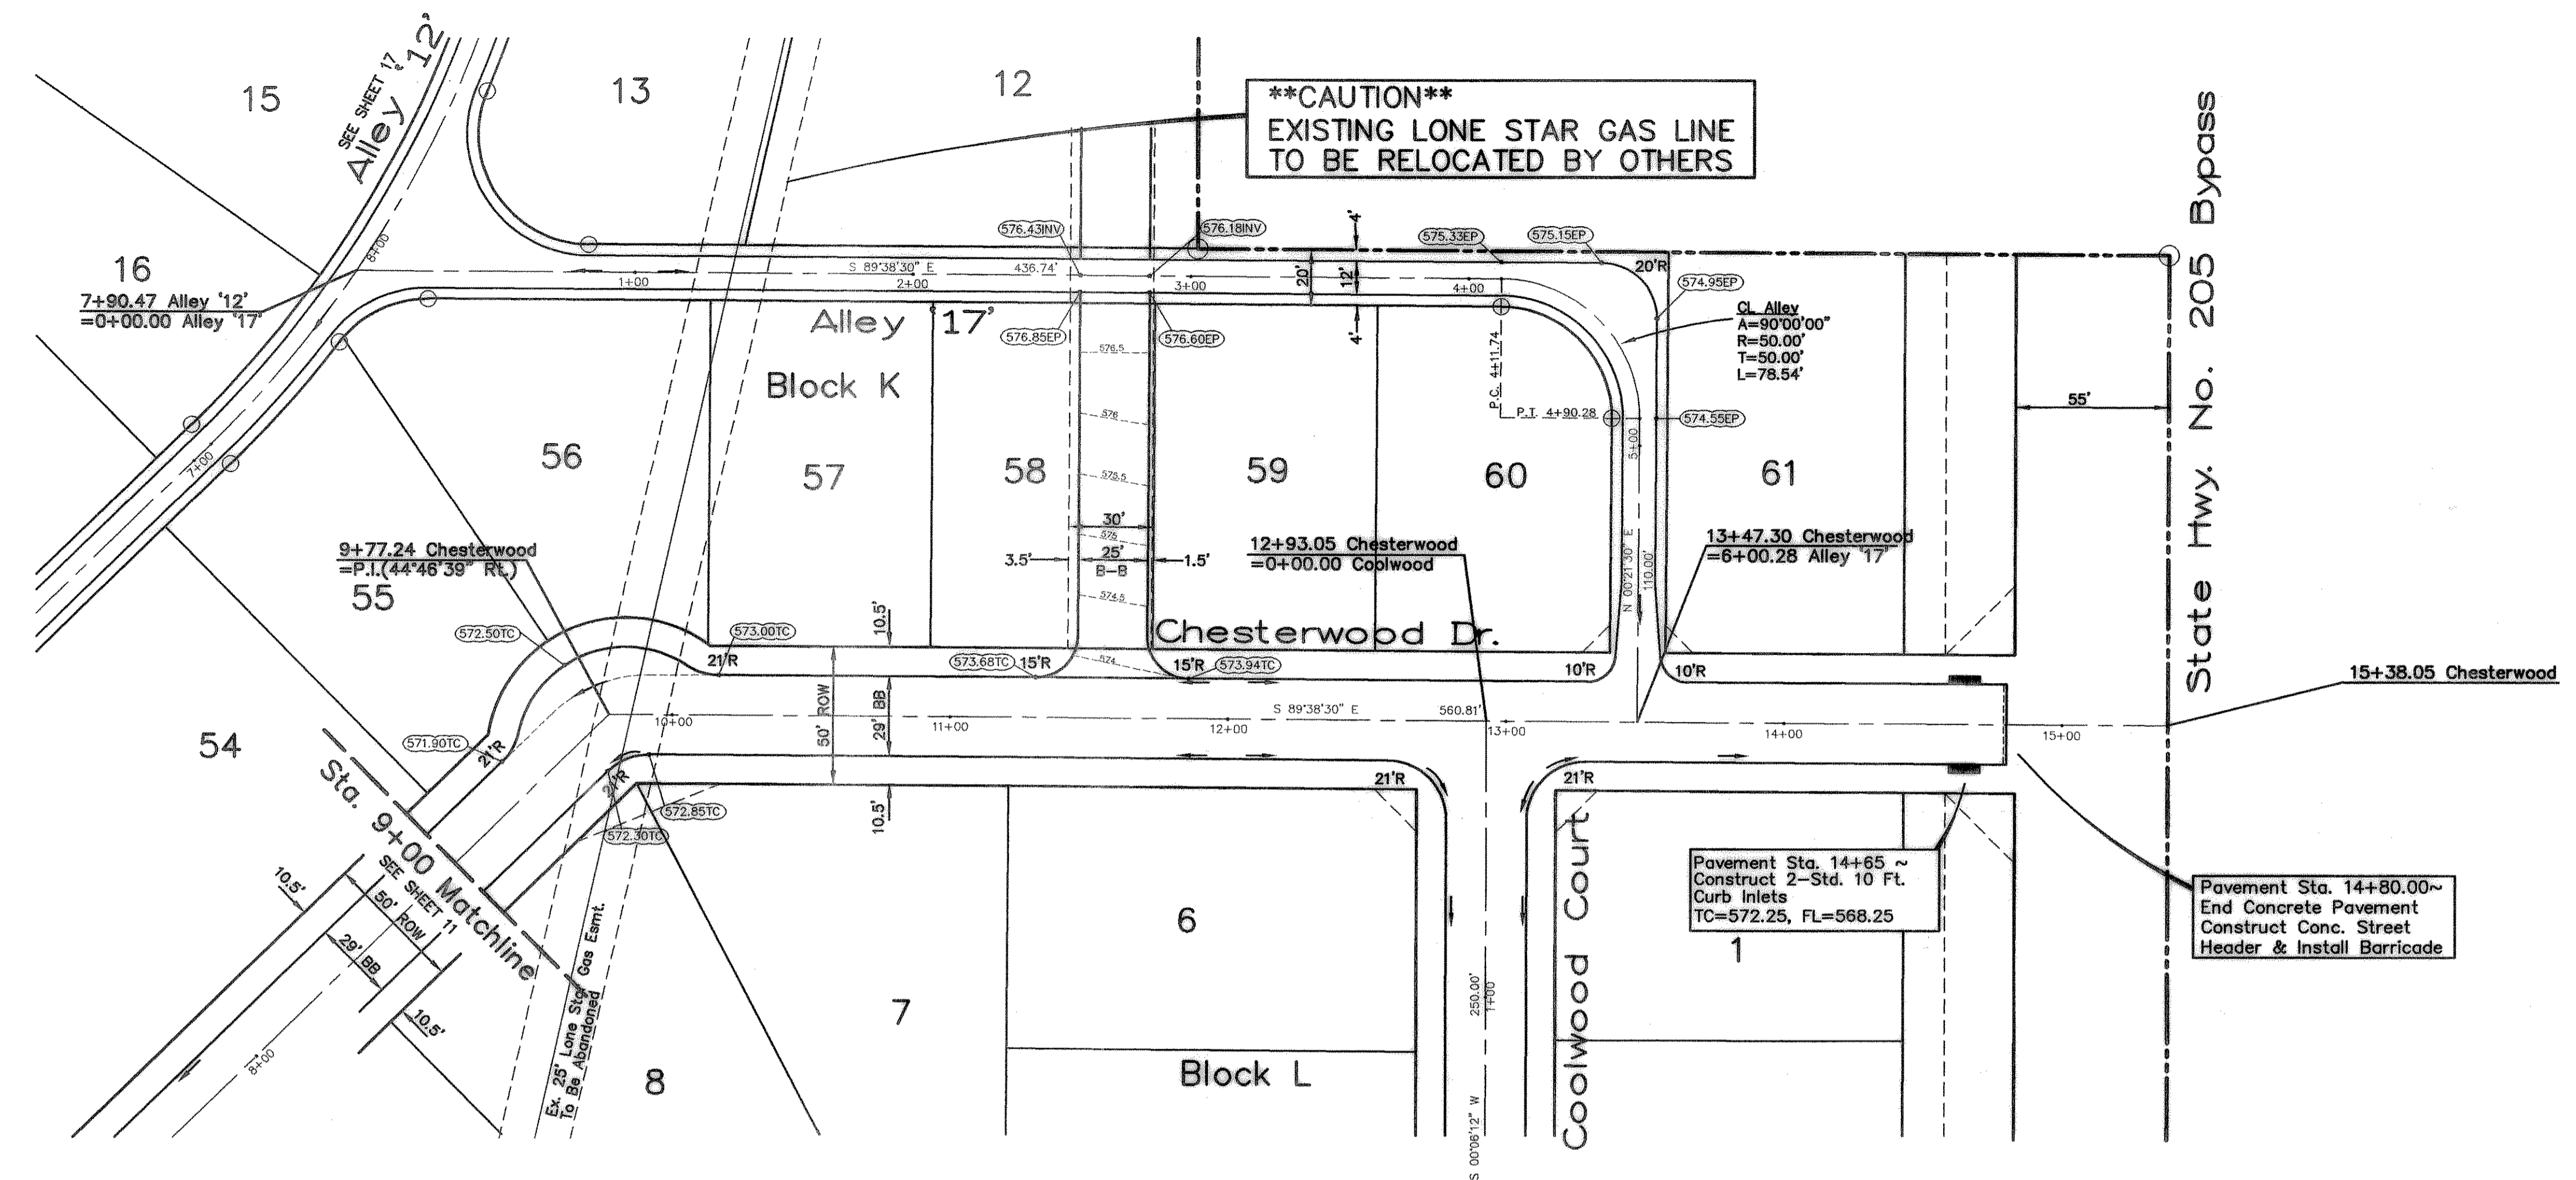 15
SEE SHEET 17
Alley '12'
13
12
**CAUTION**
EXISTING LONE STAR GAS LINE
TO BE RELOCATED BY OTHERS
State Hwy. No. 205 Bypass
16
7+90.47 Alley '12'
=0+00.00 Alley '17'
8+00
7+00
1+00
2+00
S 89°38'30" E
436.74'
3+00
4+00
576.43INV
576.18INV
575.33EP
575.15EP
4'
20'
12'
4'
20'R
574.95EP
CL Alley
A=90°00'00"
R=50.00'
T=50.00'
L=78.54'
Alley '17'
576.85EP
576.60EP
576.5
576
575.5
575
574.5
574
Block K
P.C. 4+11.74
P.T. 4+90.28
574.55EP
5+00
55'
56
57
58
59
60
61
30'
25'
B-B
3.5'
1.5'
9+77.24 Chesterwood
=P.I.(44°46'39" Rt.)
55
12+93.05 Chesterwood
=0+00.00 Coolwood
N 00°21'30" E
110.00'
13+47.30 Chesterwood
=6+00.28 Alley '17'
572.50TC
573.00TC
10.5'
Chesterwood Dr.
21'R
573.68TC
15'R
15'R
573.94TC
10'R
10'R
15+38.05 Chesterwood
54
571.90TC
21'R
50' ROW
29' BB
10+00
11+00
12+00
S 89°38'30" E
560.81'
13+00
14+00
15+00
21'R
572.85TC
572.30TC
10.5'
21'R
21'R
Sta. 9+00 Matchline
SEE SHEET 11
10.5'
50' ROW
29' BB
10.5'
8+00
Ex. 25' Lone Star Gas Esmt.
To Be Abandoned
8
7
6
Block L
250.00'
1+00
S 00°06'12" W
Coolwood Court
Pavement Sta. 14+65 ~
Construct 2-Std. 10 Ft.
Curb Inlets
TC=572.25, FL=568.25
1
Pavement Sta. 14+80.00~
End Concrete Pavement
Construct Conc. Street
Header & Install Barricade